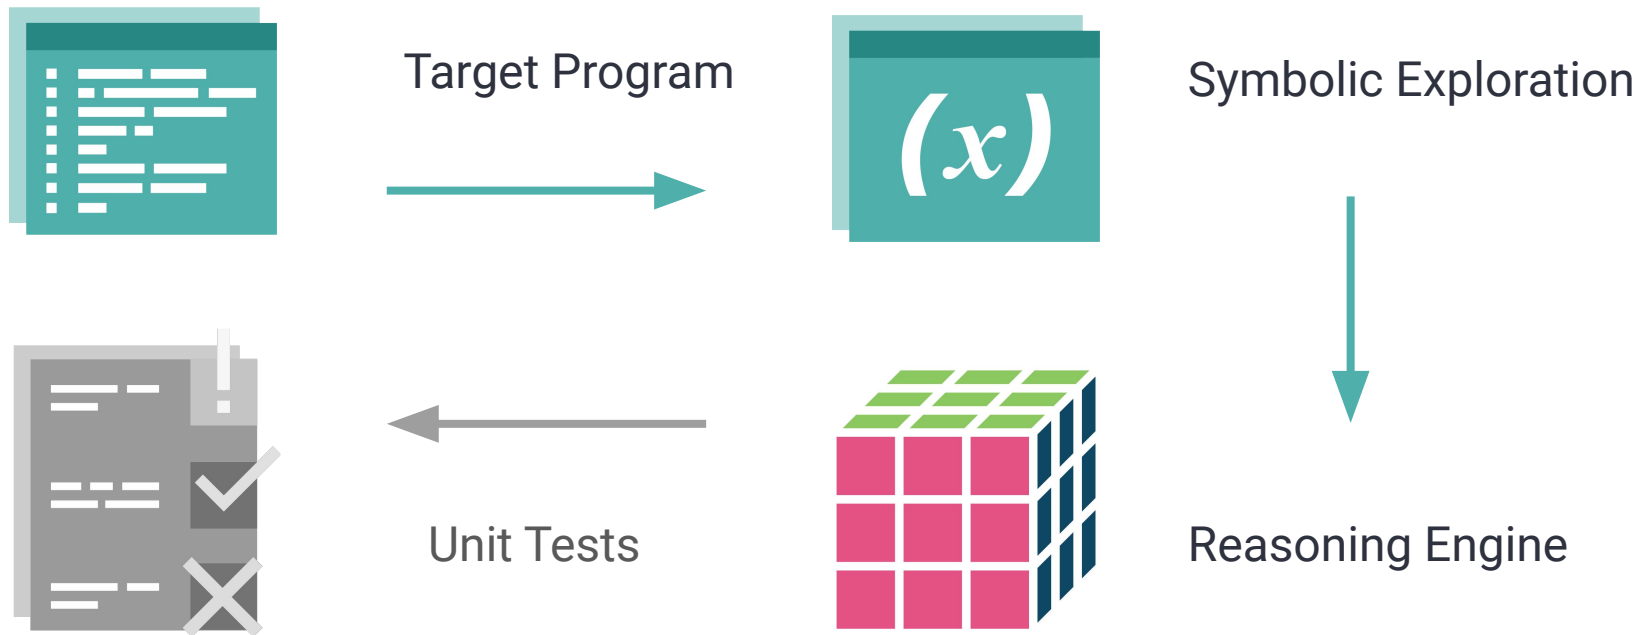 Target Program
(x)
Symbolic Exploration
Unit Tests
Reasoning Engine